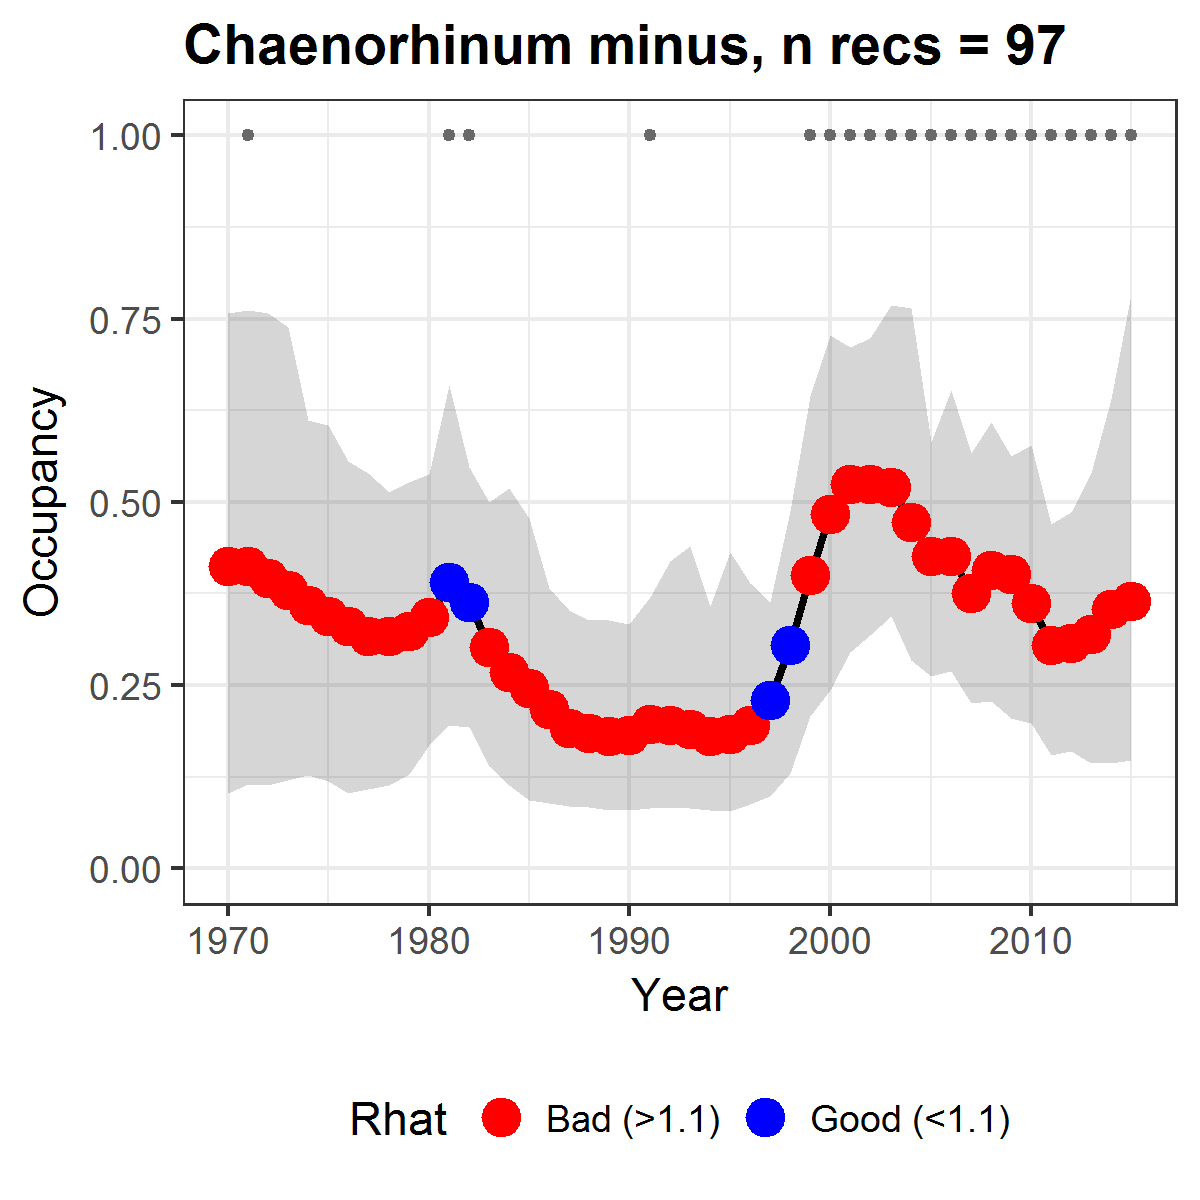 Chaenorhinum minus, n recs = 97
1.00
0.75
0.50
0.25
0.00
Occupancy
1970 1980 1990 2000 2010
Year
Rhat Bad (>1.1) Good (<1.1)